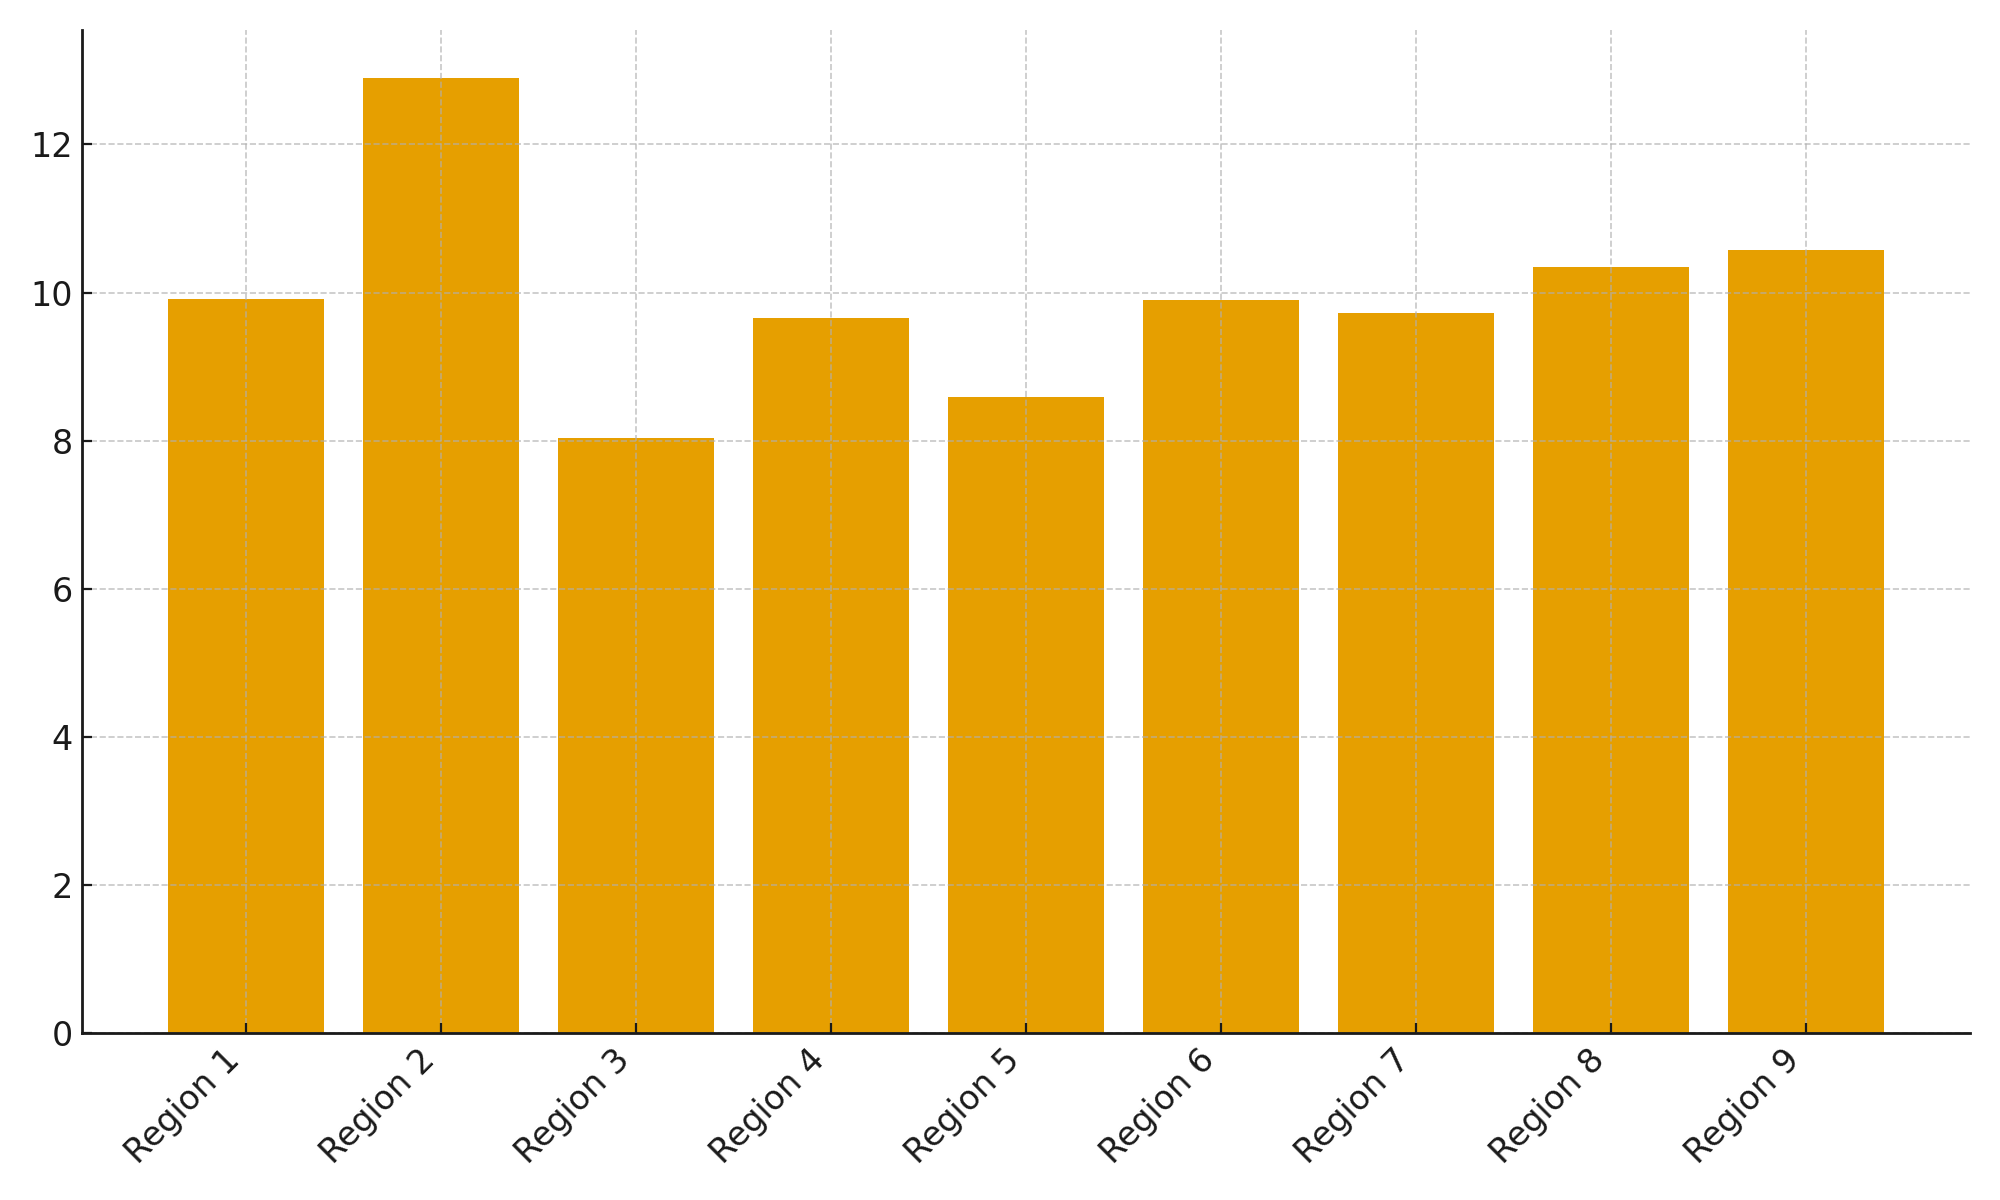 12
10
8
6
4
2
0
Region 1
Region 2
Region 3
Region 4
Region 5
Region 6
Region 7
Region 8
Region 9